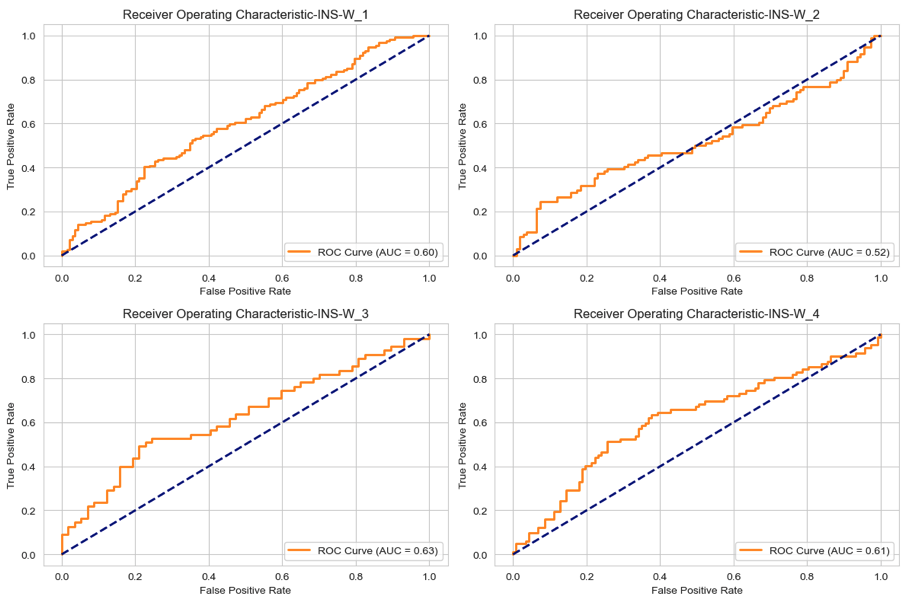 Receiver Operating Characteristic-INS-W_1
True Positive Rate
1.0
0.8
0.6
0.4
0.2
0.0
ROC Curve (AUC = 0.60)
0.0 0.2 0.4 0.6 0.8 1.0
False Positive Rate
Receiver Operating Characteristic-INS-W_2
True Positive Rate
1.0
0.8
0.6
0.4
0.2
0.0
ROC Curve (AUC = 0.52)
0.0 0.2 0.4 0.6 0.8 1.0
False Positive Rate
Receiver Operating Characteristic-INS-W_3
True Positive Rate
1.0
0.8
0.6
0.4
0.2
0.0
ROC Curve (AUC = 0.63)
0.0 0.2 0.4 0.6 0.8 1.0
False Positive Rate
Receiver Operating Characteristic-INS-W_4
True Positive Rate
1.0
0.8
0.6
0.4
0.2
0.0
ROC Curve (AUC = 0.61)
0.0 0.2 0.4 0.6 0.8 1.0
False Positive Rate